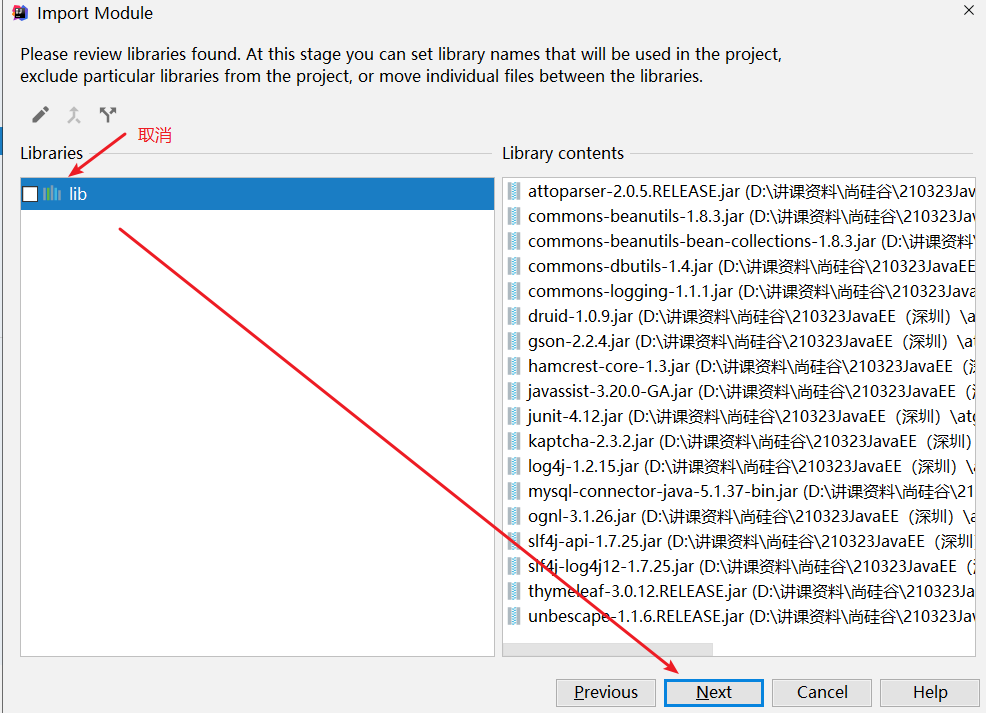 Import Module
Please review libraries found. At this stage you can set library names that will be used in the project,
exclude particular libraries from the project, or move individual files between the libraries.
取消
Libraries
Library contents
lib
attoparser-2.0.5.RELEASE.jar (D:\讲课资料\尚硅谷\210323Jav
commons-beanutils-1.8.3.jar (D:\讲课资料\尚硅谷\210323Jav
commons-beanutils-bean-collections-1.8.3.jar (D:\讲课资料\
commons-dbutils-1.4.jar (D:\讲课资料\尚硅谷\210323JavaEE
commons-logging-1.1.1.jar (D:\讲课资料\尚硅谷\210323Java
druid-1.0.9.jar (D:\讲课资料\尚硅谷\210323JavaEE（深圳）\a
gson-2.2.4.jar (D:\讲课资料\尚硅谷\210323JavaEE（深圳）\a
hamcrest-core-1.3.jar (D:\讲课资料\尚硅谷\210323JavaEE（
javassist-3.20.0-GA.jar (D:\讲课资料\尚硅谷\210323JavaEE（
junit-4.12.jar (D:\讲课资料\尚硅谷\210323JavaEE（深圳）\atg
kaptcha-2.3.2.jar (D:\讲课资料\尚硅谷\210323JavaEE（深圳）
log4j-1.2.15.jar (D:\讲课资料\尚硅谷\210323JavaEE（深圳）\
mysql-connector-java-5.1.37-bin.jar (D:\讲课资料\尚硅谷\21
ognl-3.1.26.jar (D:\讲课资料\尚硅谷\210323JavaEE（深圳）\a
slf4j-api-1.7.25.jar (D:\讲课资料\尚硅谷\210323JavaEE（深圳
slf4j-log4j12-1.7.25.jar (D:\讲课资料\尚硅谷\210323JavaEE（
thymeleaf-3.0.12.RELEASE.jar (D:\讲课资料\尚硅谷\210323Ja
unbescape-1.1.6.RELEASE.jar (D:\讲课资料\尚硅谷\210323Jav
Previous
Next
Cancel
Help